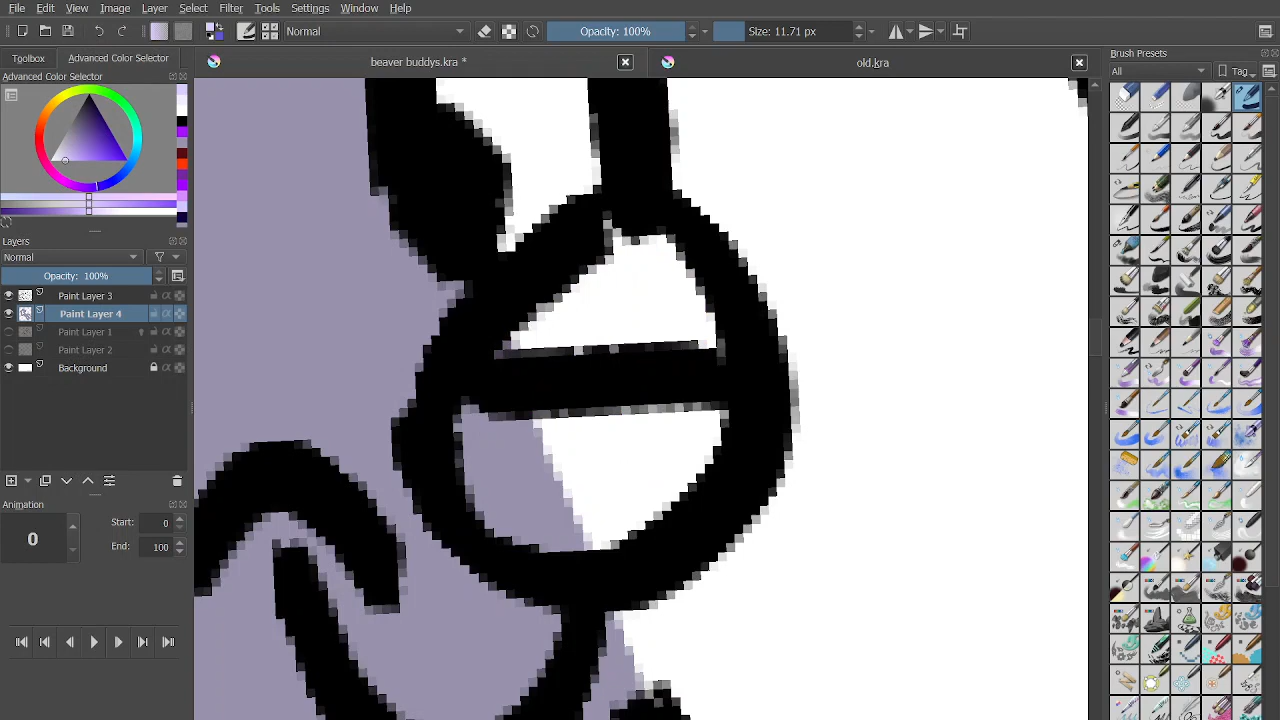 File Edit View Image Layer Select Filter Tools Settings Window Help
Normal Opacity: 100% Size: 11.71 px
Toolbox Advanced Color Selector beaver buddys.kra * old.kra Brush Presets
Advanced Color Selector All Tag
Opacity: 100%
Paint Layer 3
Paint Layer 4
Paint Layer 1
Paint Layer 2
Background
Animation
Start: 0
0
End: 100